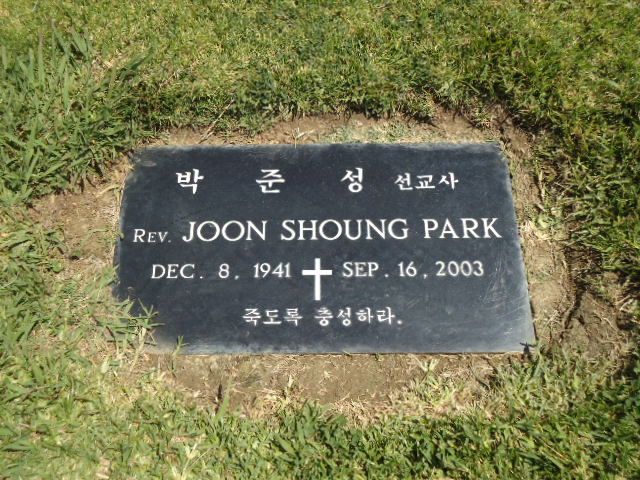 박 준 성 선교사
REV. JOON SHOUNG PARK
DEC. 8, 1941 SEP. 16, 2003
죽도록 충성하라.